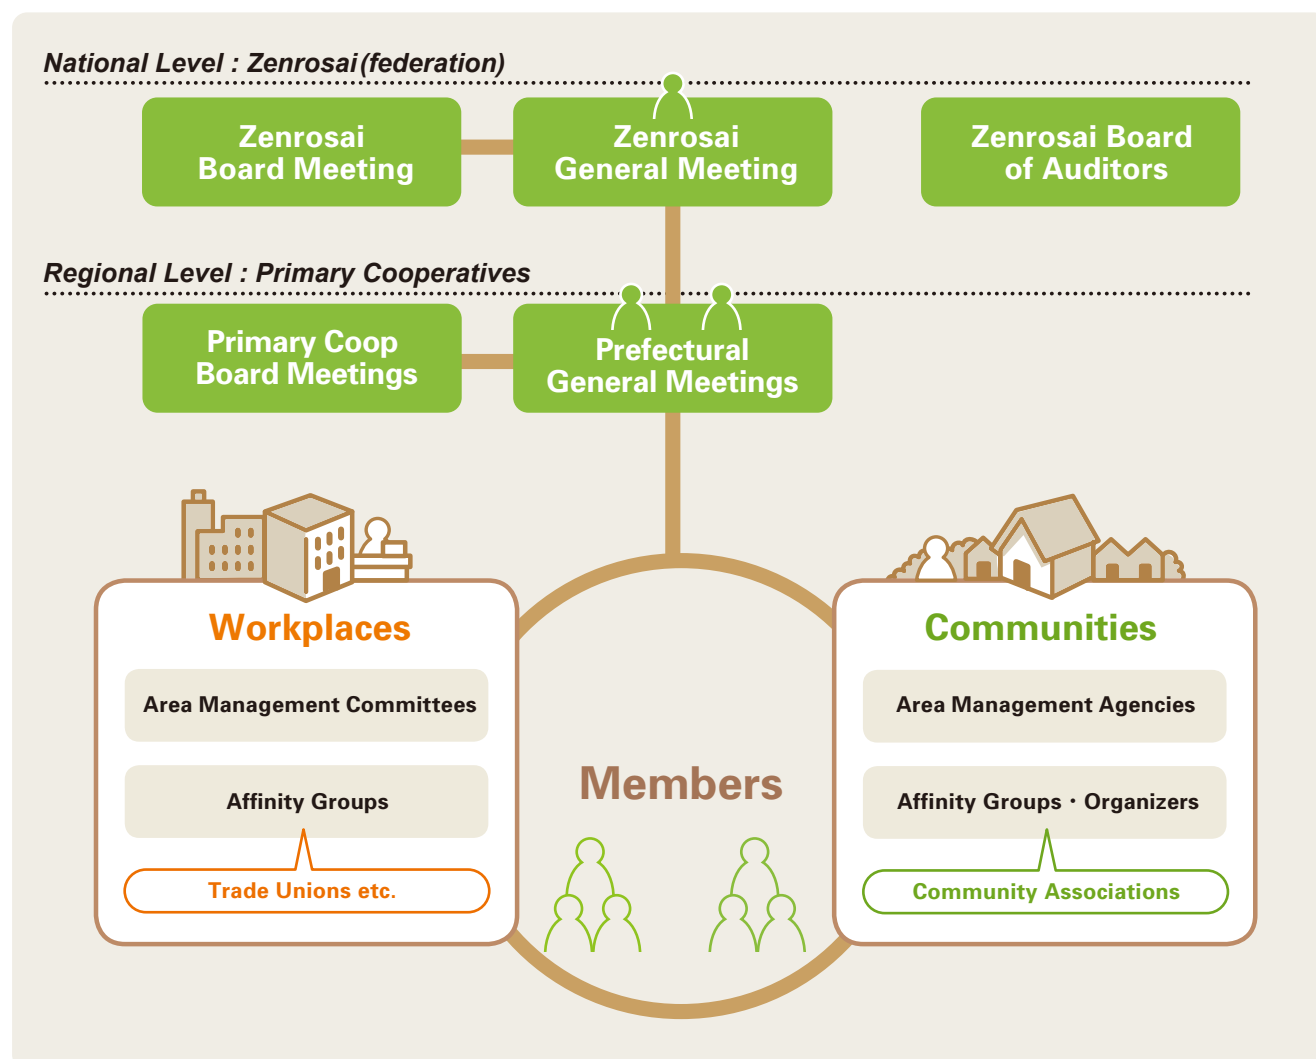 National Level : Zenrosai (federation)
Zenrosai
Board Meeting
Zenrosai
General Meeting
Zenrosai Board
of Auditors
Regional Level : Primary Cooperatives
Primary Coop
Board Meetings
Prefectural
General Meetings
Workplaces
Area Management Committees
Affinity Groups
Trade Unions etc.
Members
Communities
Area Management Agencies
Affinity Groups・Organizers
Community Associations